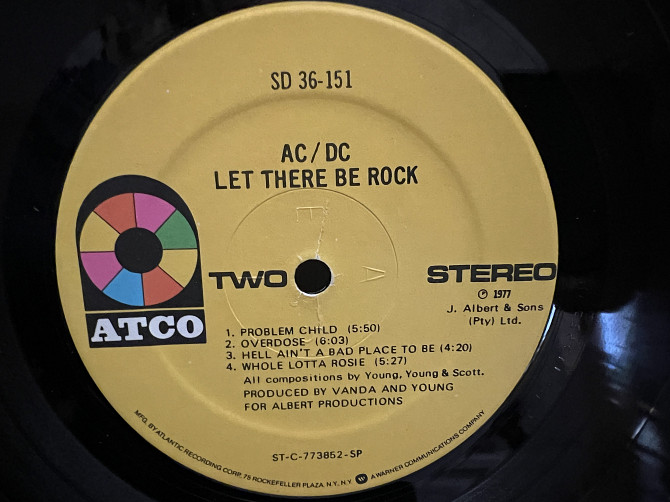 SD 36-151
AC/DC
LET THERE BE ROCK
ATCO
TWO
STEREO
℗ 1977
J. Albert & Sons
(Pty) Ltd.
1. PROBLEM CHILD (5:50)
2. OVERDOSE (6:03)
3. HELL AIN'T A BAD PLACE TO BE (4:20)
4. WHOLE LOTTA ROSIE (5:27)
All compositions by Young, Young & Scott.
PRODUCED BY VANDA AND YOUNG
FOR ALBERT PRODUCTIONS
ST-C-773852-SP
MFG. BY ATLANTIC RECORDING CORP., 75 ROCKEFELLER PLAZA, N.Y., N.Y. A WARNER COMMUNICATIONS COMPANY